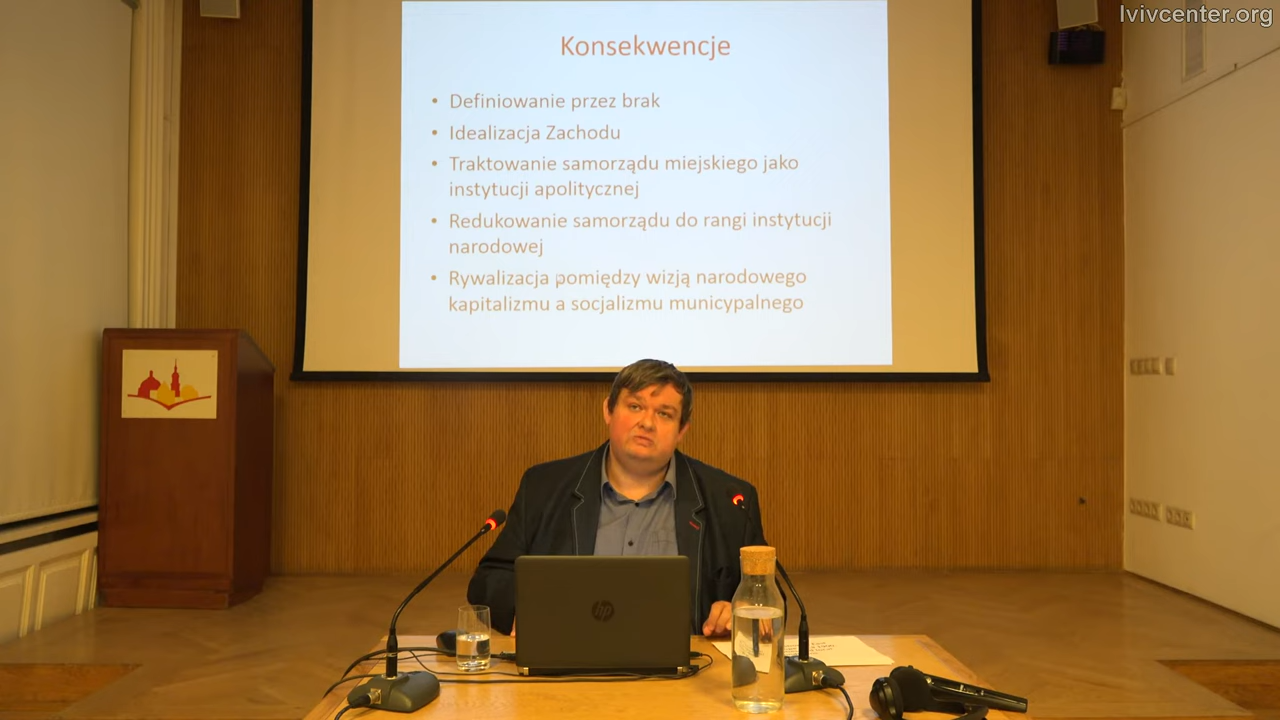 lvivcenter.org
Konsekwencje
• Definiowanie przez brak
• Idealizacja Zachodu
• Traktowanie samorządu miejskiego jako
instytucji apolitycznej
• Redukowanie samorządu do rangi instytucji
narodowej
• Rywalizacja pomiędzy wizją narodowego
kapitalizmu a socjalizmu municypalnego
hp